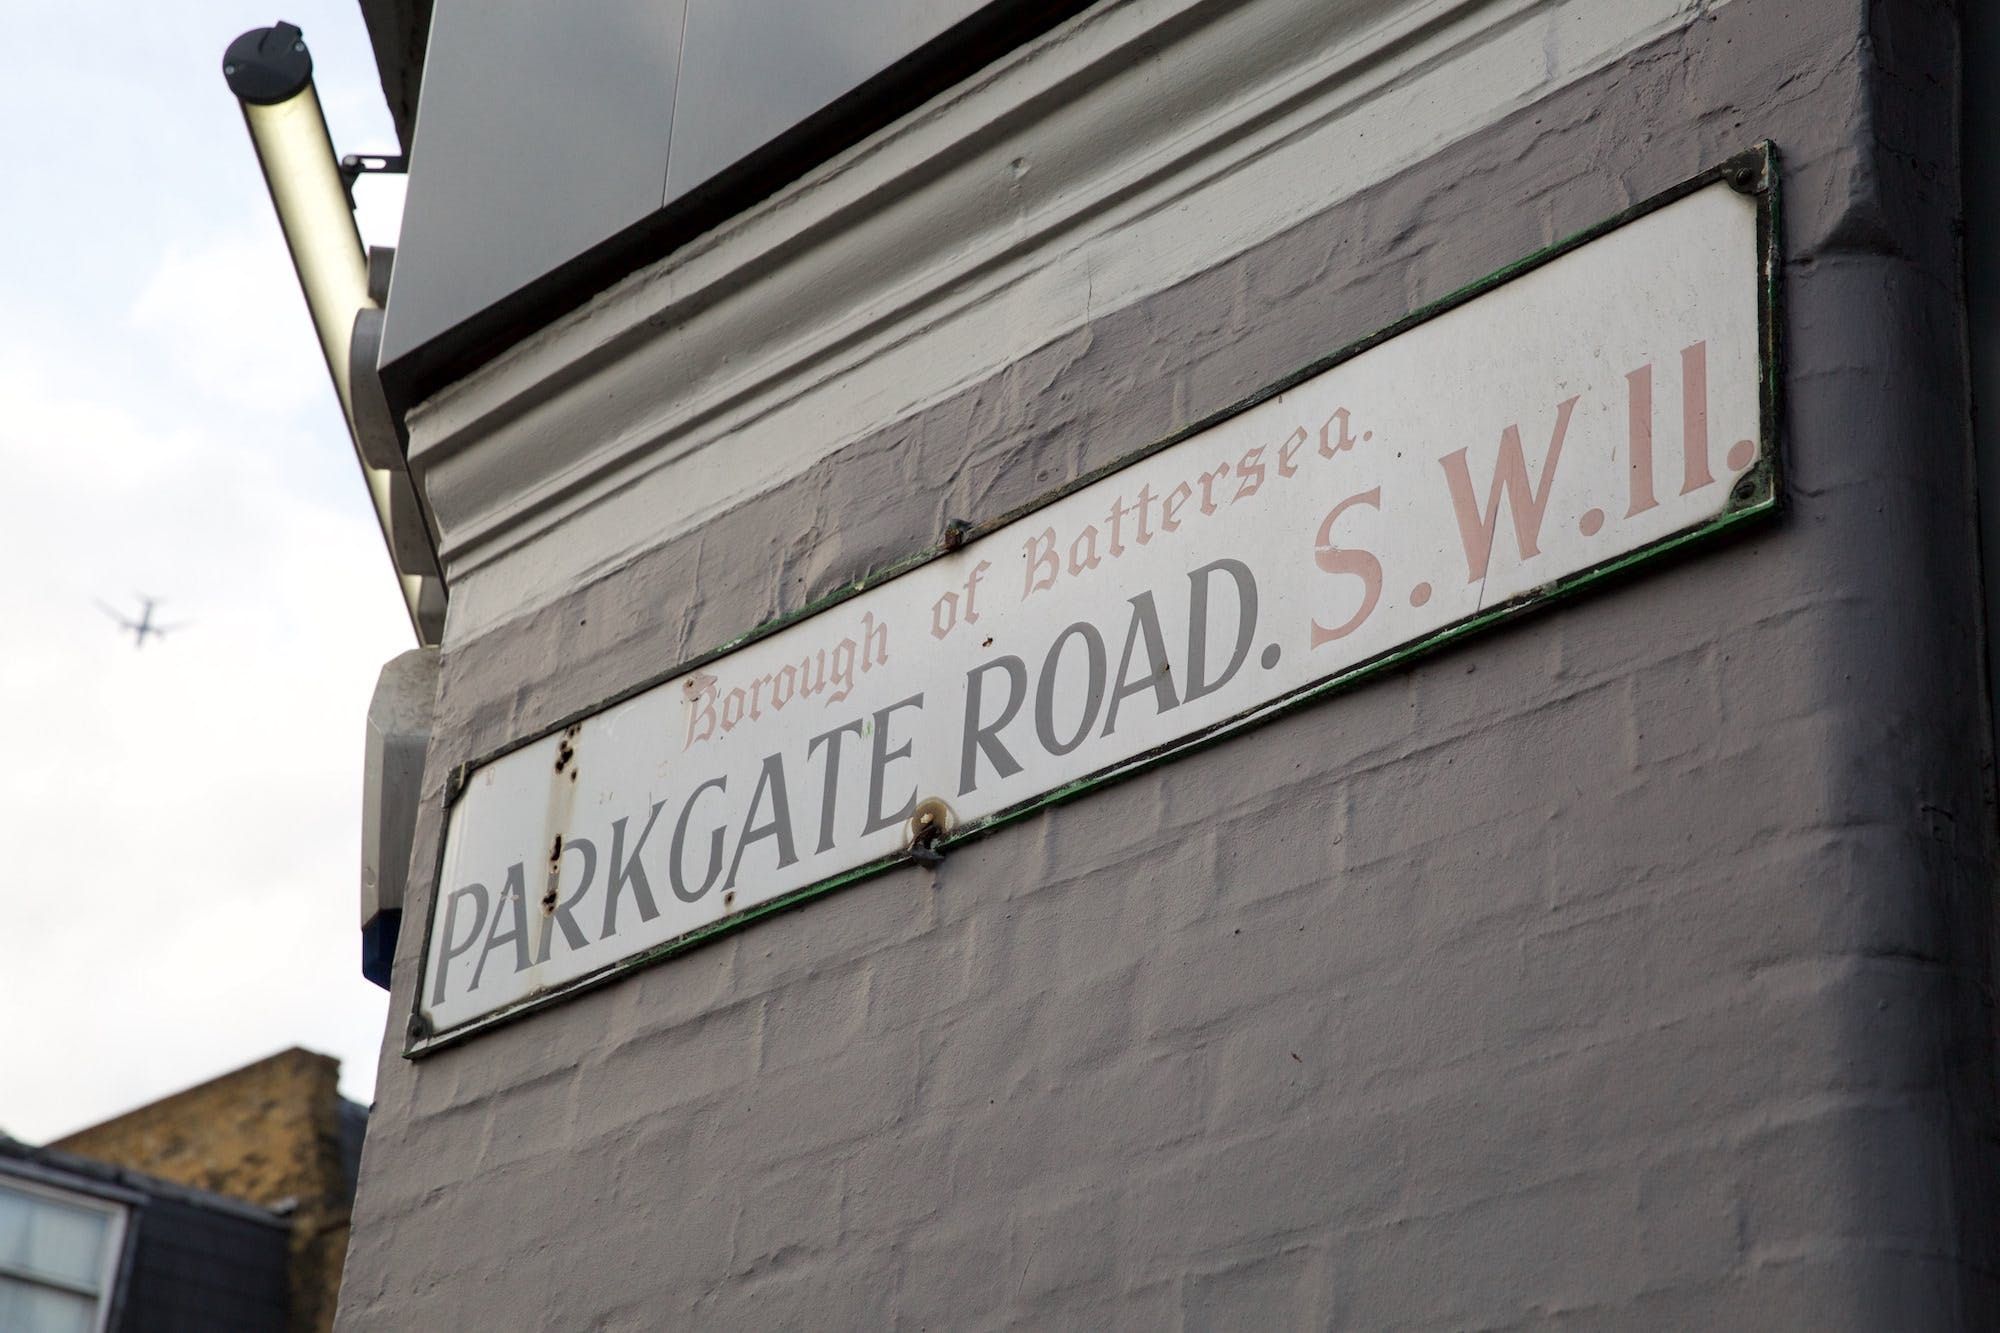 Borough of Battersea.
PARKGATE ROAD. S.W.11.